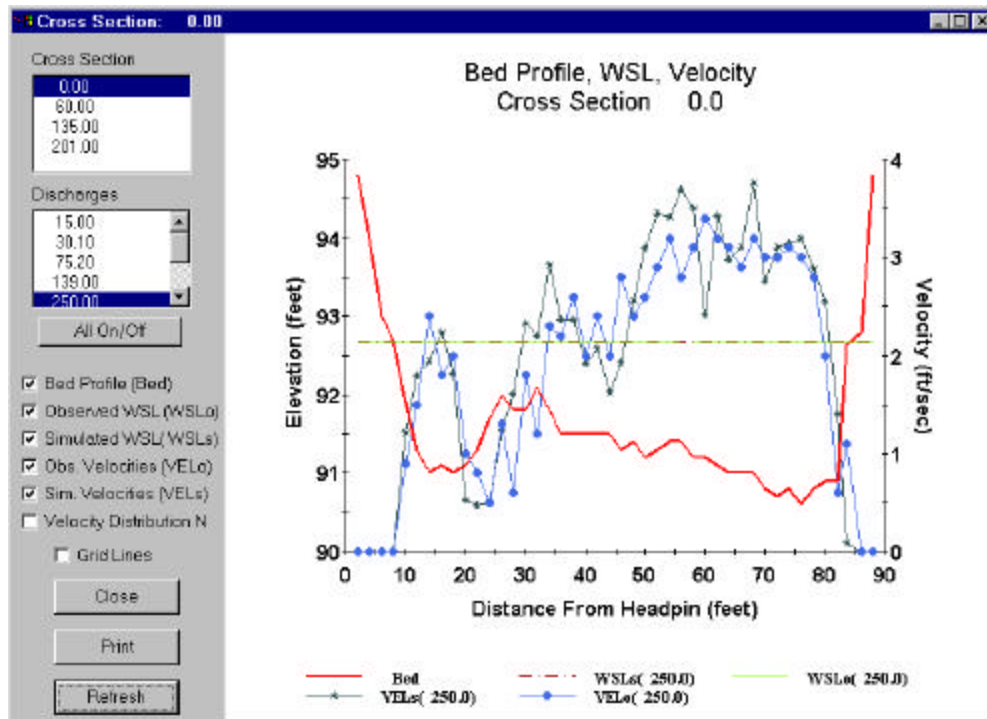 Cross Section: 0.00
Cross Section
0.00
60.00
135.00
201.00
Discharges
15.00
30.10
75.20
139.00
250.00
All On/Off
Bed Profile (Bed)
Observed WSL (WSLo)
Simulated WSL( WSLs)
Obs. Velocities (VELo)
Sim. Velocities (VELs)
Velocity Distribution N
Grid Lines
Close
Print
Refresh
Bed Profile, WSL, Velocity
Cross Section 0.0
Elevation (feet)
95
94
93
92
91
90
Velocity (ft/sec)
4
3
2
1
0
0 10 20 30 40 50 60 70 80 90
Distance From Headpin (feet)
Bed WSLs( 250.0) WSLo( 250.0)
VELs( 250.0) VELo( 250.0)